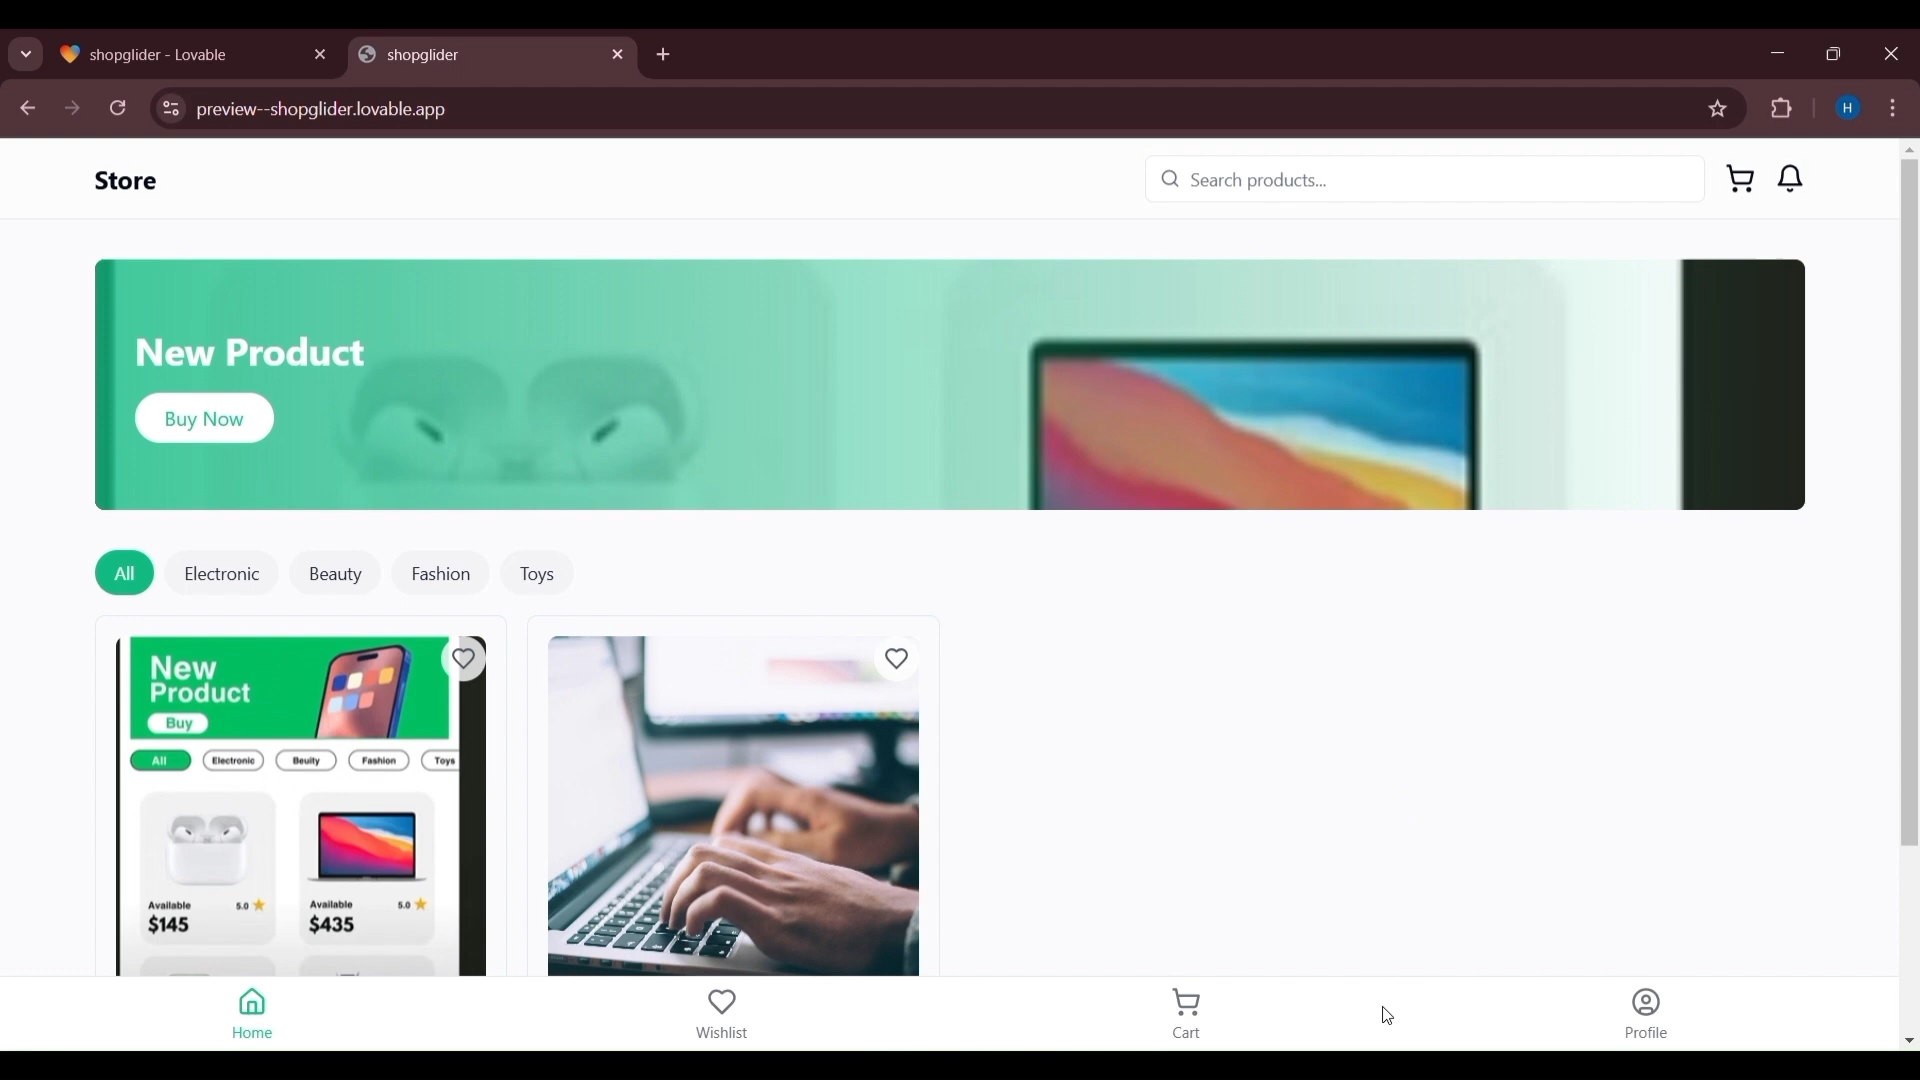 shopglider - Lovable
shopglider
preview--shopglider.lovable.app
H
Store
Search products...
New Product
Buy Now
All
Electronic
Beauty
Fashion
Toys
New
Product
Buy
All
Electronic
Beuity
Fashion
Toys
Available 5.0
$145
Available 5.0
$435
Home
Wishlist
Cart
Profile